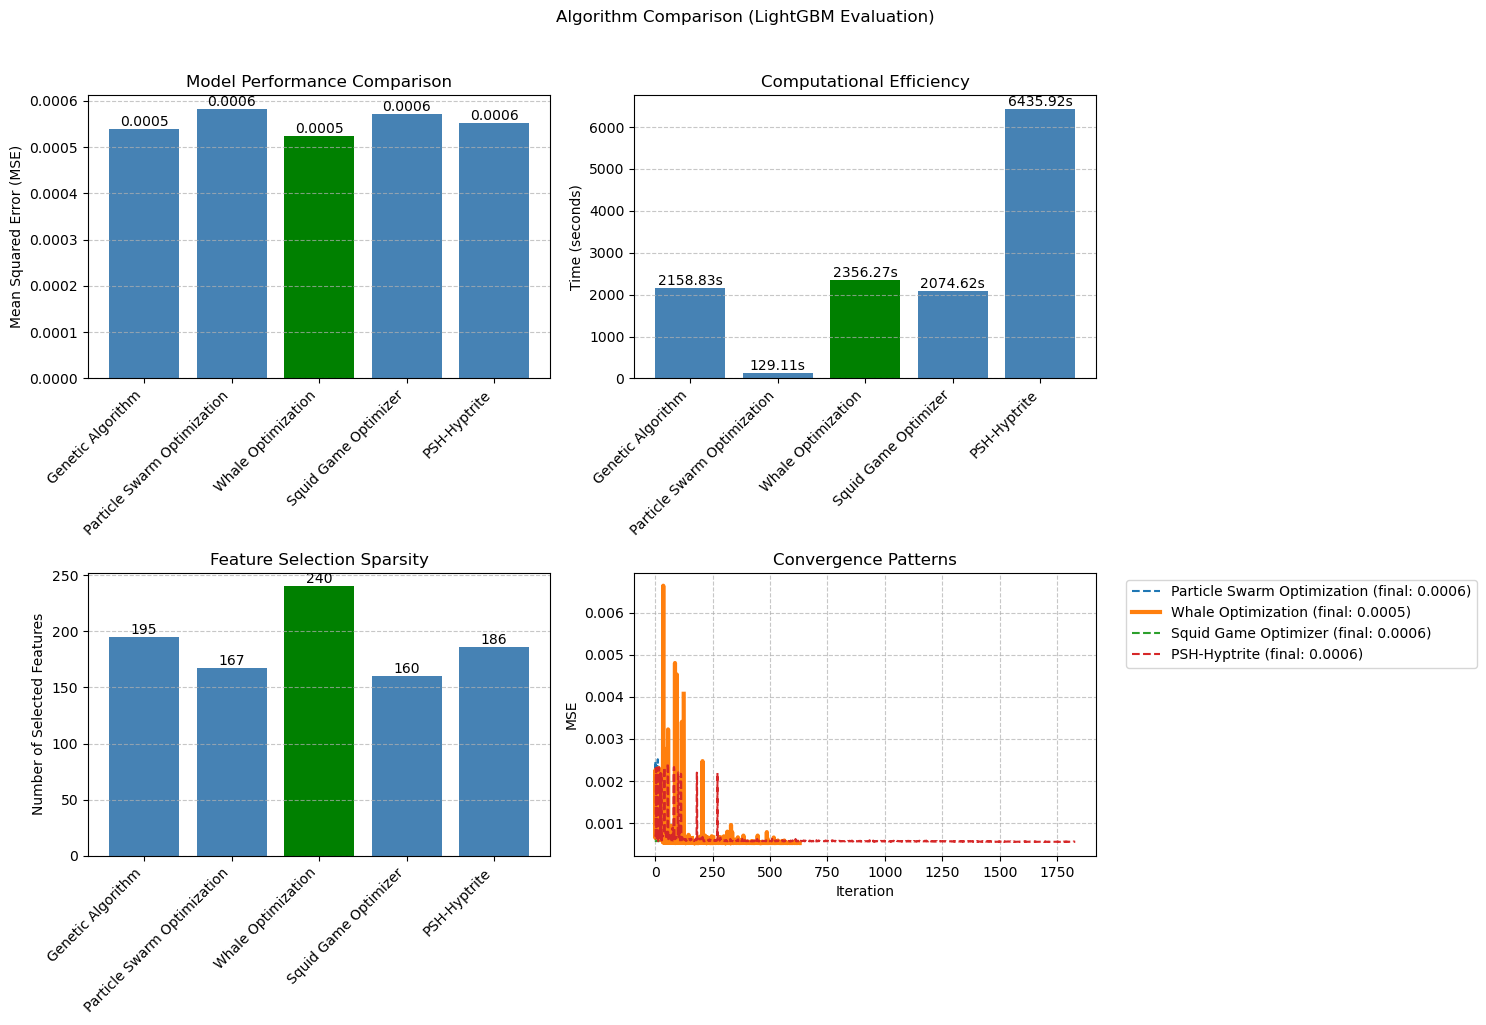 Algorithm Comparison (LightGBM Evaluation)
Model Performance Comparison
Mean Squared Error (MSE)
0.0006
0.0005
0.0004
0.0003
0.0002
0.0001
0.0000
0.0005
0.0006
0.0005
0.0006
0.0006
Genetic Algorithm
Particle Swarm Optimization
Whale Optimization
Squid Game Optimizer
PSH-Hyptrite
Computational Efficiency
Time (seconds)
6000
5000
4000
3000
2000
1000
0
2158.83s
129.11s
2356.27s
2074.62s
6435.92s
Genetic Algorithm
Particle Swarm Optimization
Whale Optimization
Squid Game Optimizer
PSH-Hyptrite
Feature Selection Sparsity
Number of Selected Features
250
200
150
100
50
0
195
167
240
160
186
Genetic Algorithm
Particle Swarm Optimization
Whale Optimization
Squid Game Optimizer
PSH-Hyptrite
Convergence Patterns
MSE
0.006
0.005
0.004
0.003
0.002
0.001
0
250
500
750
1000
1250
1500
1750
Iteration
Particle Swarm Optimization (final: 0.0006)
Whale Optimization (final: 0.0005)
Squid Game Optimizer (final: 0.0006)
PSH-Hyptrite (final: 0.0006)